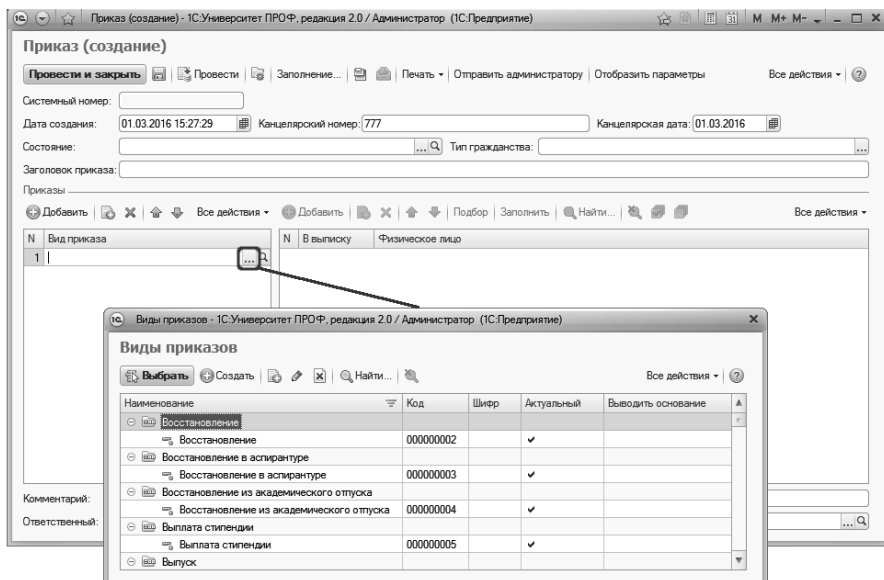 Приказ (создание) - 1С:Университет ПРОФ, редакция 2.0 / Администратор (1С:Предприятие) M M+ M-
Приказ (создание)
Провести и закрыть Провести Заполнение... Печать Отправить администратору Отобразить параметры Все действия
Системный номер:
Дата создания: 01.03.2016 15:27:29 Канцелярский номер: 777 Канцелярская дата: 01.03.2016
Состояние: ... Тип гражданства: ...
Заголовок приказа:
Приказы
Добавить Все действия Добавить Подбор Заполнить Найти... Все действия
N Вид приказа N В выписку Физическое лицо
1 ...
Виды приказов - 1С:Университет ПРОФ, редакция 2.0 / Администратор (1С:Предприятие)
Виды приказов
Выбрать Создать Найти... Все действия ?
Наименование Код Шифр Актуальный Выводить основание
Восстановление
Восстановление 000000002
Восстановление в аспирантуре
Восстановление в аспирантуре 000000003
Восстановление из академического отпуска
Восстановление из академического отпуска 000000004
Выплата стипендии
Выплата стипендии 000000005
Выпуск
Комментарий:
Ответственный: ...